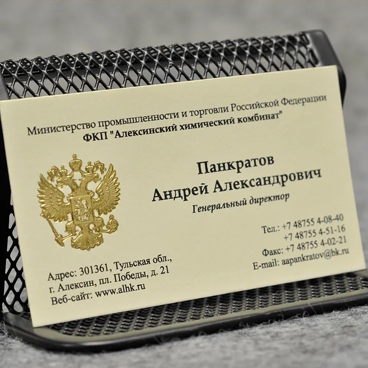 Министерство промышленности и торговли Российской Федерации
ФКП "Алексинский химический комбинат"
Панкратов
Андрей Александрович
Генеральный директор
Тел.: +7 48755 4-08-40
+7 48755 4-51-16
Факс: +7 48755 4-02-21
E-mail: aapankratov@bk.ru
Адрес: 301361, Тульская обл.,
г. Алексин, пл. Победы, д. 21
Веб-сайт: www.alhk.ru